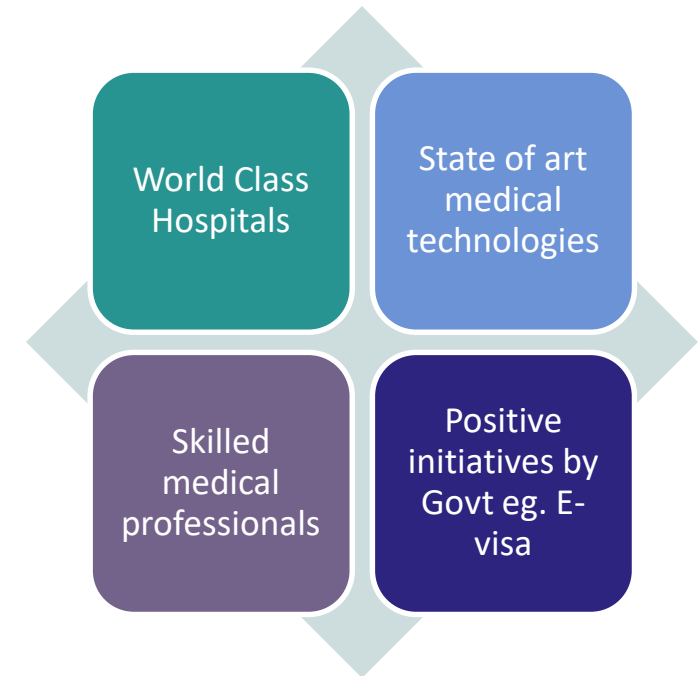 World Class
Hospitals
State of art
medical
technologies
Skilled
medical
professionals
Positive
initiatives by
Govt eg. E-
visa